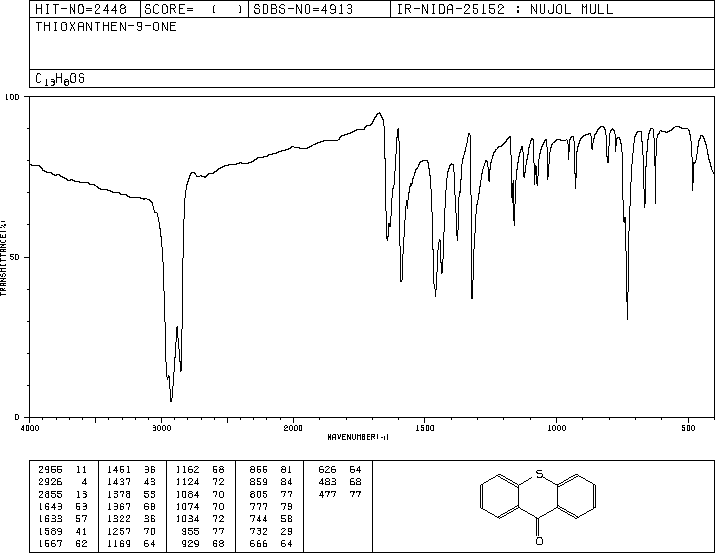 HIT-NO=2448 SCORE= ( ) SDBS-NO=4913 IR-NIDA-25152 : NUJOL MULL
THIOXANTHEN-9-ONE
C13H8OS
100
50
0
TRANSMITTANCE(%)
4000 3000 2000 1500 1000 500
WAVENUMBER(-1)
2955 11 1451 36 1162 58 866 81 626 64
2926 4 1437 43 1124 72 859 84 483 68
2855 13 1378 53 1084 70 805 77 477 77
1643 53 1367 68 1074 70 777 79
1633 57 1322 36 1034 72 744 58
1589 41 1257 70 955 77 732 29
1567 62 1169 64 929 68 666 64
S
O